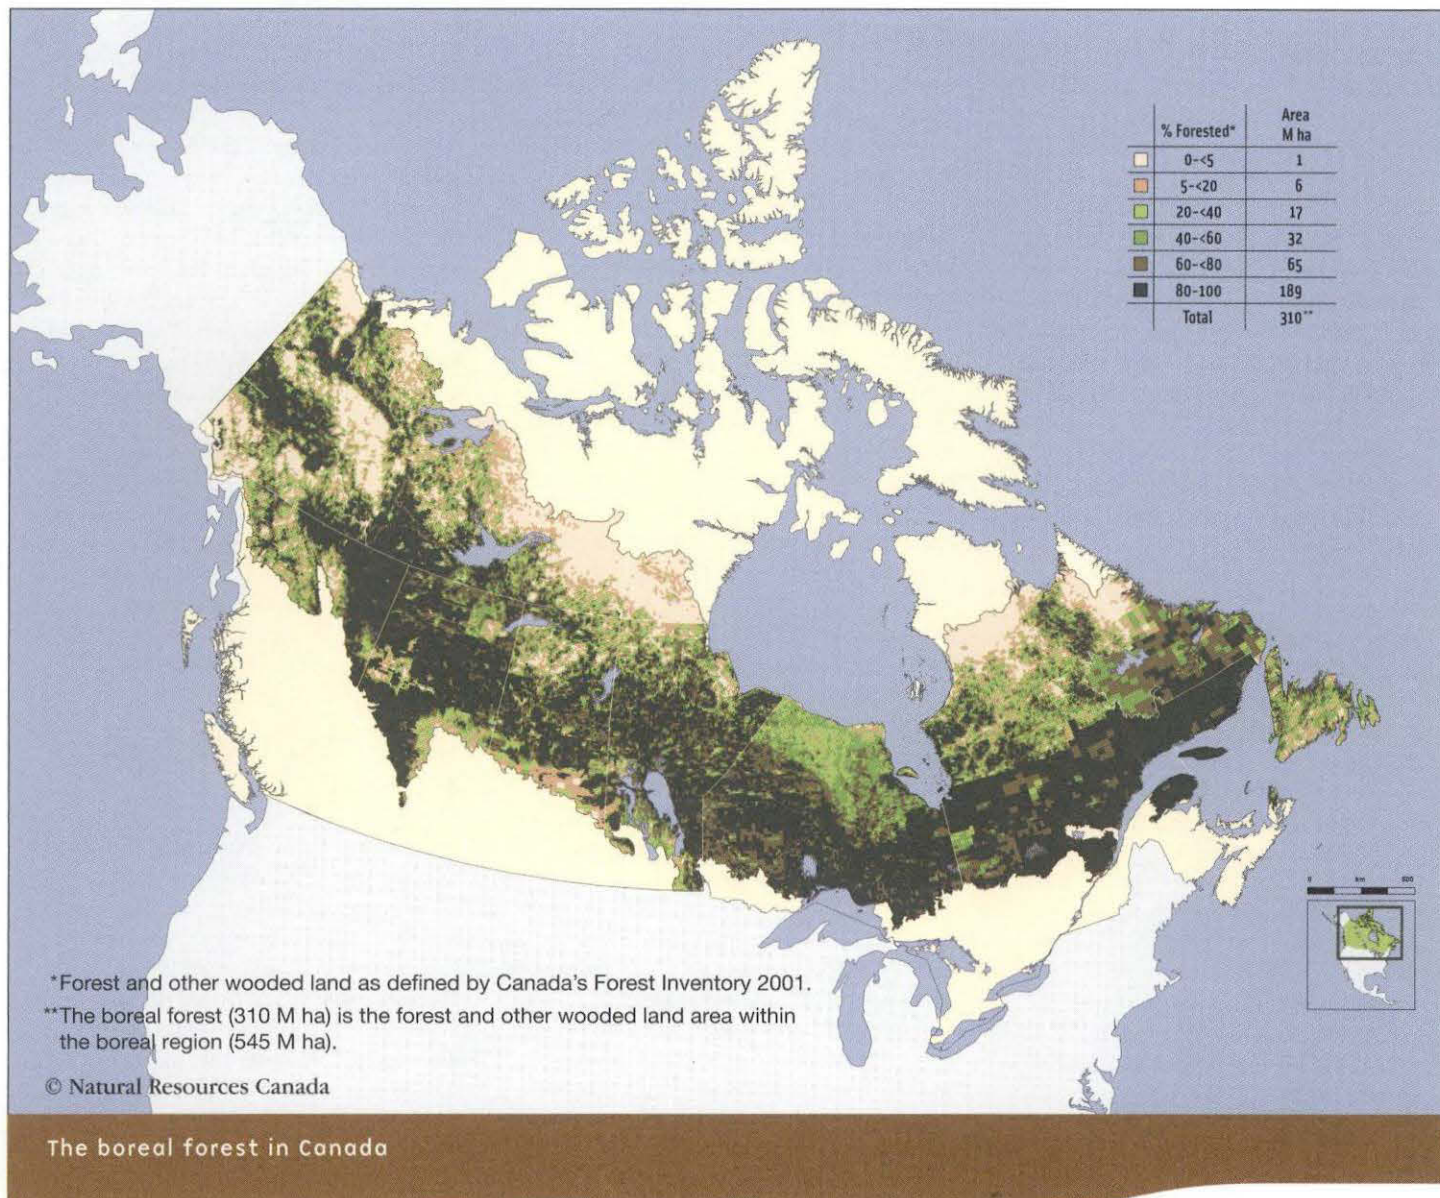 % Forested* Area M ha
0-<5 1
5-<20 6
20-<40 17
40-<60 32
60-<80 65
80-100 189
Total 310**
0 km 500
*Forest and other wooded land as defined by Canada's Forest Inventory 2001.
**The boreal forest (310 M ha) is the forest and other wooded land area within
the boreal region (545 M ha).
© Natural Resources Canada
The boreal forest in Canada